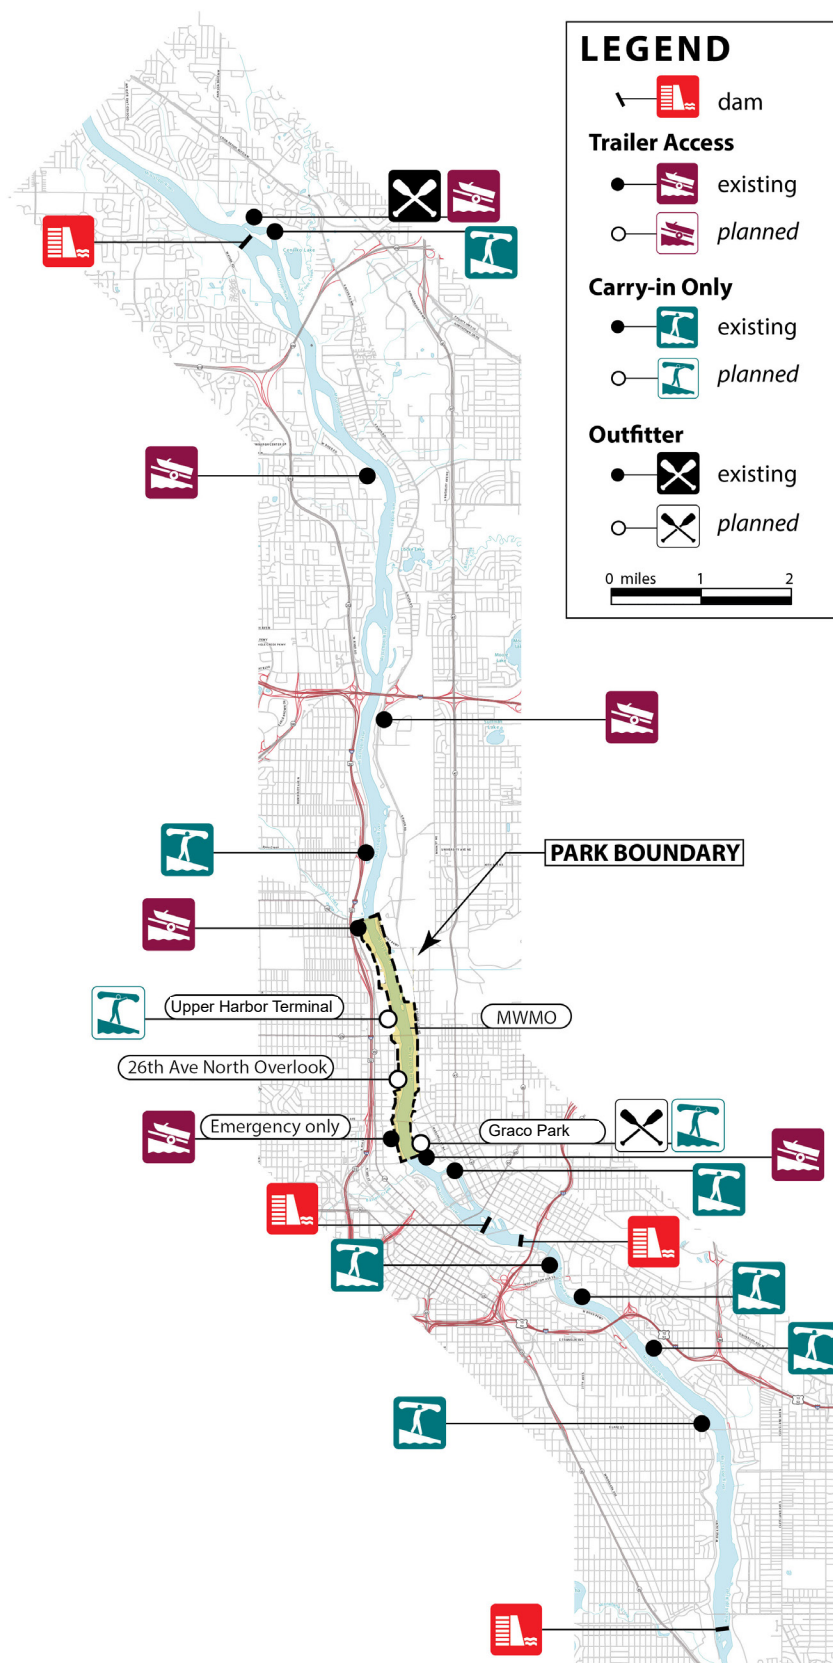 LEGEND
dam
Trailer Access
existing
planned
Carry-in Only
existing
planned
Outfitter
existing
planned
0 miles 1 2
PARK BOUNDARY
Upper Harbor Terminal
MWMO
26th Ave North Overlook
Emergency only
Graco Park